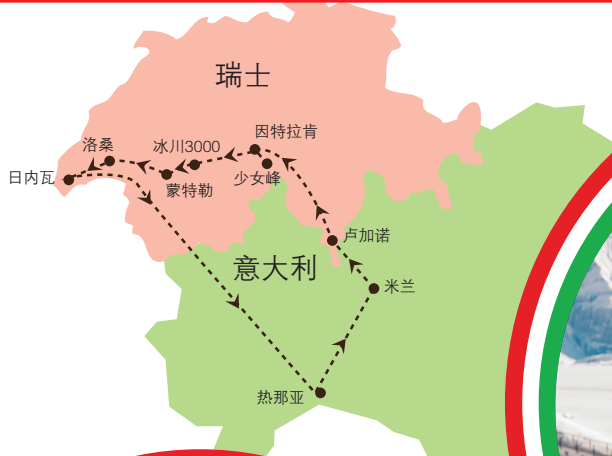 瑞士
因特拉肯
洛桑
冰川3000
日内瓦
蒙特勒
少女峰
卢加诺
意大利
米兰
热那亚